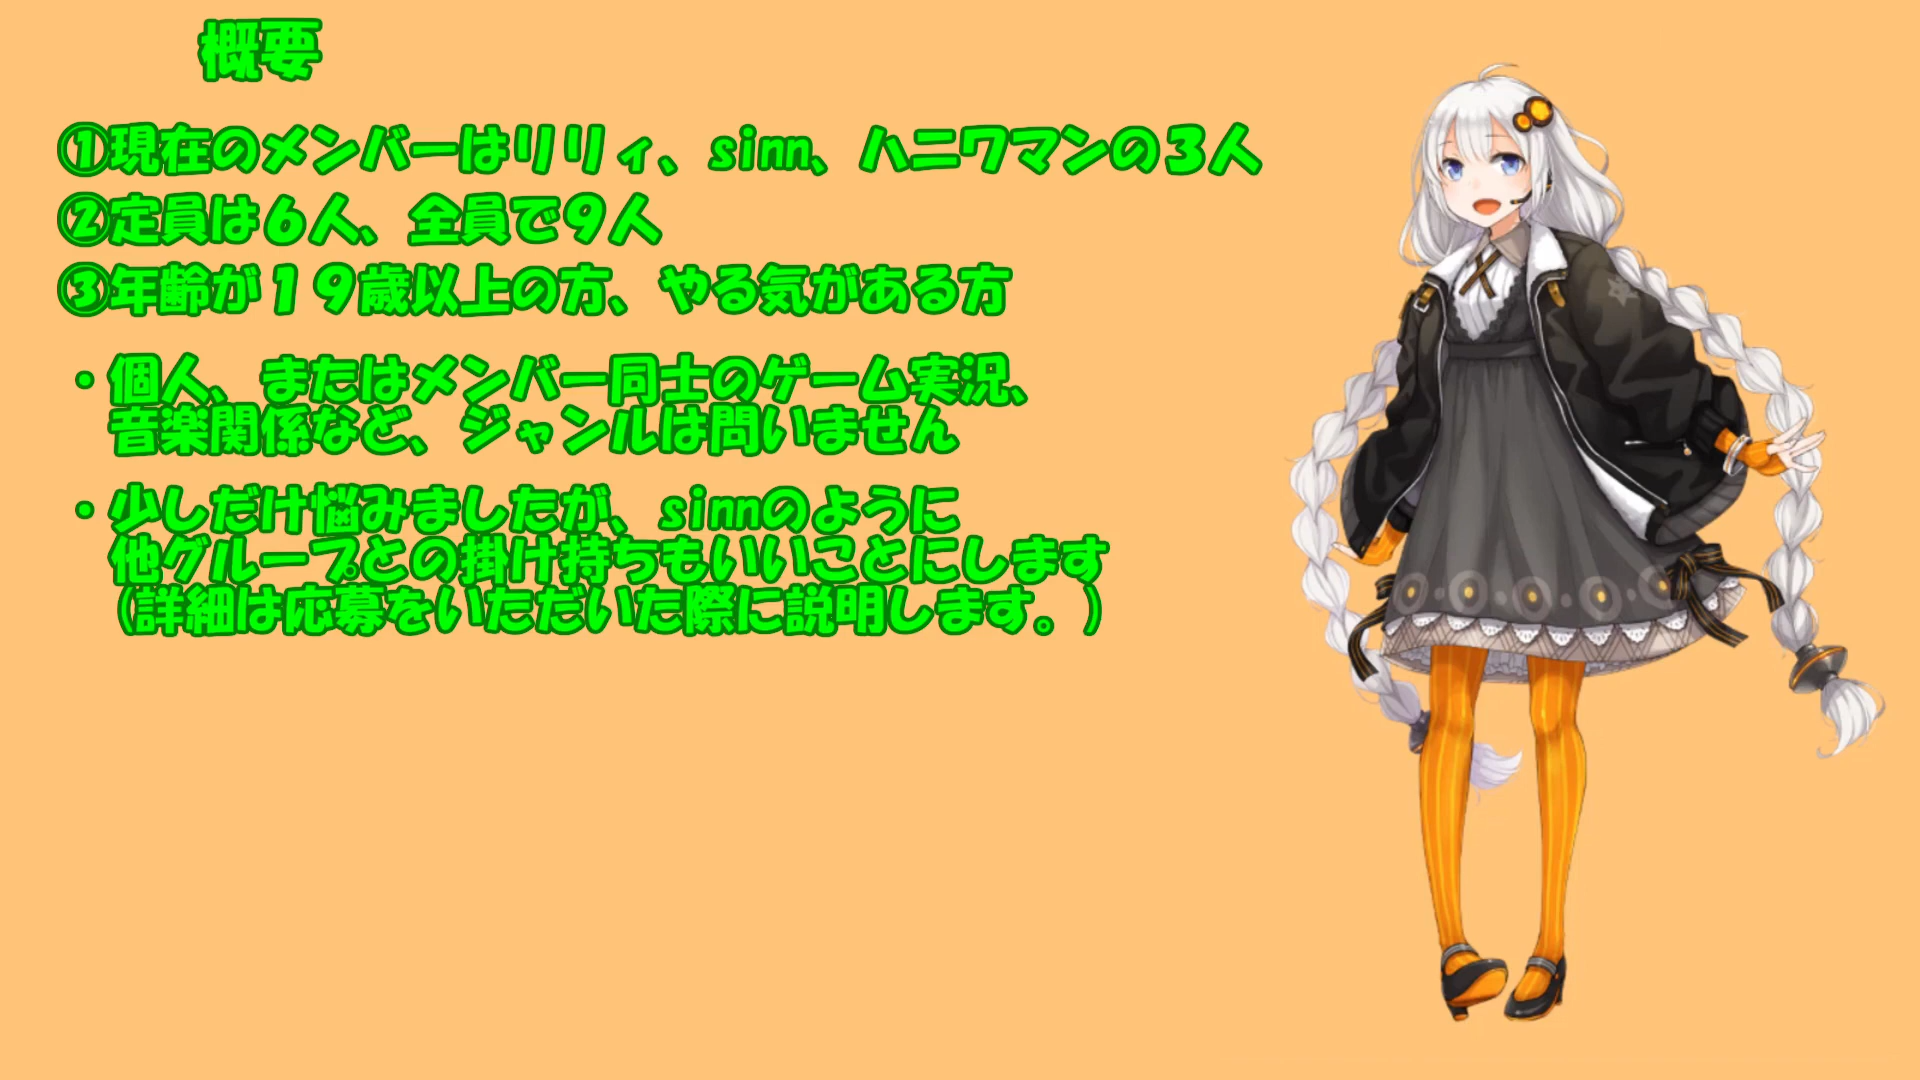 概要
①現在のメンバーはリリィ、sinn、ハニワマンの３人
②定員は６人、全員で９人
③年齢が１９歳以上の方、やる気がある方
・個人、またはメンバー同士のゲーム実況、
音楽関係など、ジャンルは問いません
・少しだけ悩みましたが、sinnのように
他グループとの掛け持ちもいいことにします
(詳細は応募をいただいた際に説明します。)